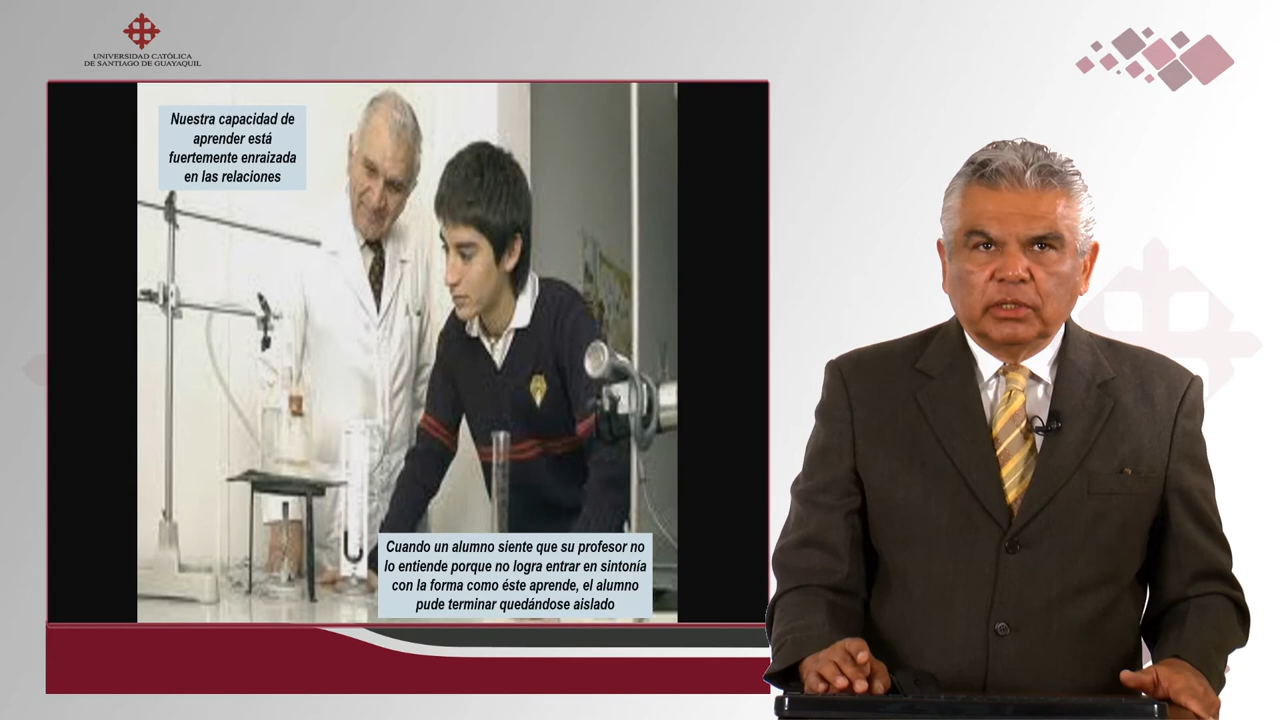 UNIVERSIDAD CATÓLICA
DE SANTIAGO DE GUAYAQUIL
Nuestra capacidad de
aprender está
fuertemente enraizada
en las relaciones
Cuando un alumno siente que su profesor no
lo entiende porque no logra entrar en sintonía
con la forma como éste aprende, el alumno
pude terminar quedándose aislado